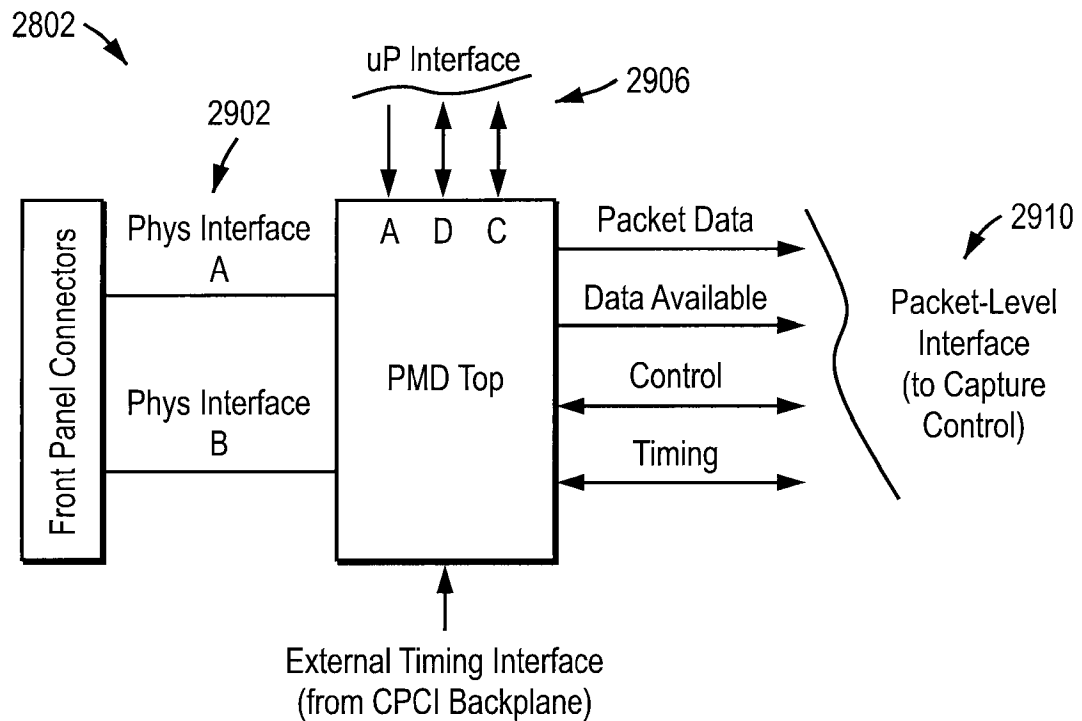 2802
uP Interface
2906
2902
Front Panel Connectors
Phys Interface
A
Phys Interface
B
A D C
PMD Top
Packet Data
Data Available
Control
Timing
2910
Packet-Level
Interface
(to Capture
Control)
External Timing Interface
(from CPCI Backplane)